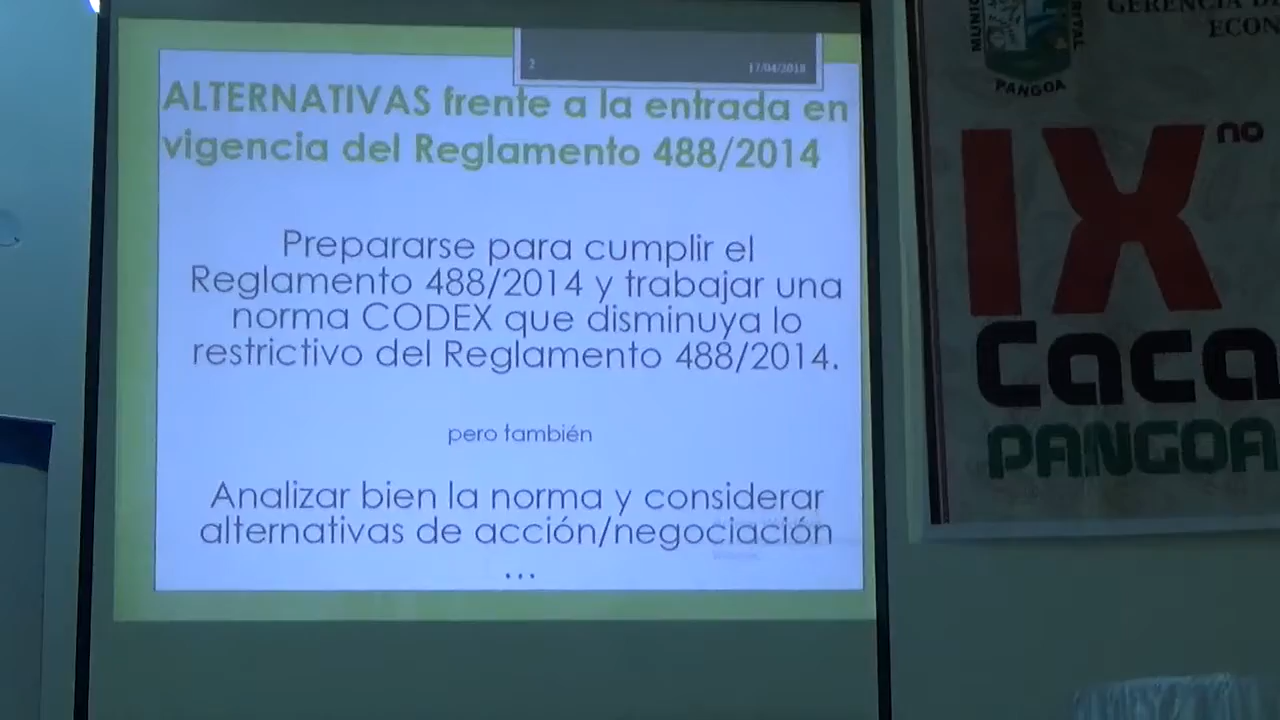 2
17/04/2018
ALTERNATIVAS frente a la entrada en
vigencia del Reglamento 488/2014
Prepararse para cumplir el
Reglamento 488/2014 y trabajar una
norma CODEX que disminuya lo
restrictivo del Reglamento 488/2014.
pero también
Analizar bien la norma y considerar
alternativas de acción/negociación
...
PANGOA
GERENCIA
ECON
IX no
Caca
PANGOA